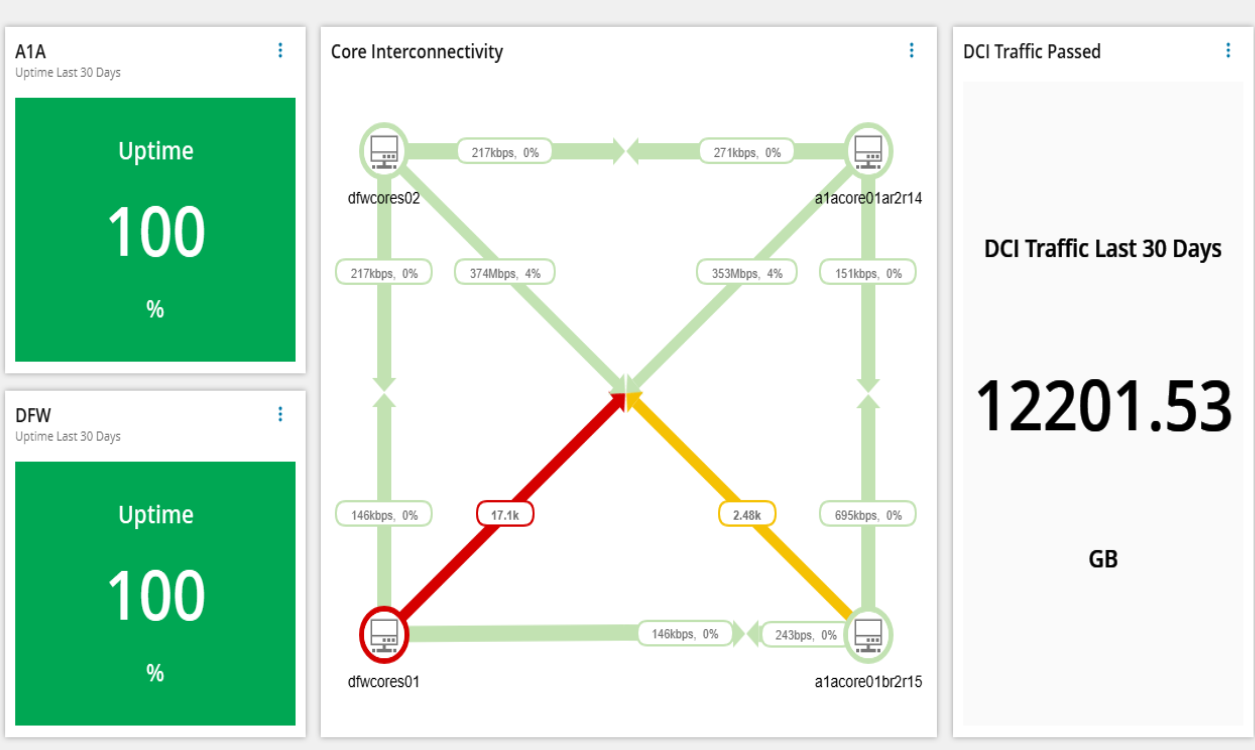 A1A
Uptime Last 30 Days
Uptime
100
%
DFW
Uptime Last 30 Days
Uptime
100
%
Core Interconnectivity
217kbps, 0%
271kbps, 0%
dfwcores02
a1acore01ar2r14
217kbps, 0%
374Mbps, 4%
353Mbps, 4%
151kbps, 0%
146kbps, 0%
17.1k
2.48k
695kbps, 0%
146kbps, 0%
243bps, 0%
dfwcores01
a1acore01br2r15
DCI Traffic Passed
DCI Traffic Last 30 Days
12201.53
GB